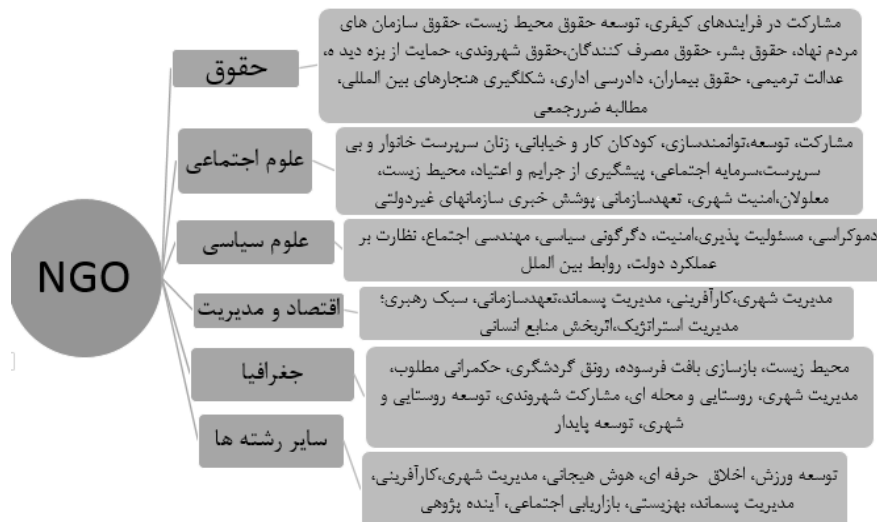 NGO
حقوق
مشارکت در فرایندهای کیفری، توسعه حقوق محیط زیست، حقوق سازمان های
مردم نهاد، حقوق بشر، حقوق مصرف کنندگان،حقوق شهروندی، حمایت از بزه دید ه،
عدالت ترمیمی، حقوق بیماران، دادرسی اداری، شکلگیری هنجارهای بین المللی،
مطالبه ضررجمعی
علوم اجتماعی
مشارکت، توسعه،توانمندسازی، کودکان کار و خیابانی، زنان سرپرست خانوار و بی
سرپرست،سرمایه اجتماعی، پیشگیری از جرایم و اعتیاد، محیط زیست،
معلولان،امنیت شهری، تعهدسازمانی پوشش خبری سازمانهای غیردولتی
علوم سیاسی
دموکراسی، مسئولیت پذیری،امنیت، دگرگونی سیاسی، مهندسی اجتماع، نظارت بر
عملکرد دولت، روابط بین الملل
اقتصاد و مدیریت
مدیریت شهری،کارآفرینی، مدیریت پسماند،تعهدسازمانی، سبک رهبری؛
مدیریت استراتژیک،اثربخش منابع انسانی
جغرافیا
محیط زیست، بازسازی بافت فرسوده، رونق گردشگری، حکمرانی مطلوب،
مدیریت شهری، روستایی و محله ای، مشارکت شهروندی، توسعه روستایی و
شهری، توسعه پایدار
سایر رشته ها
توسعه ورزش، اخلاق حرفه ای، هوش هیجانی، مدیریت شهری،کارآفرینی،
مدیریت پسماند، بهزیستی، بازاریابی اجتماعی، آینده پژوهی